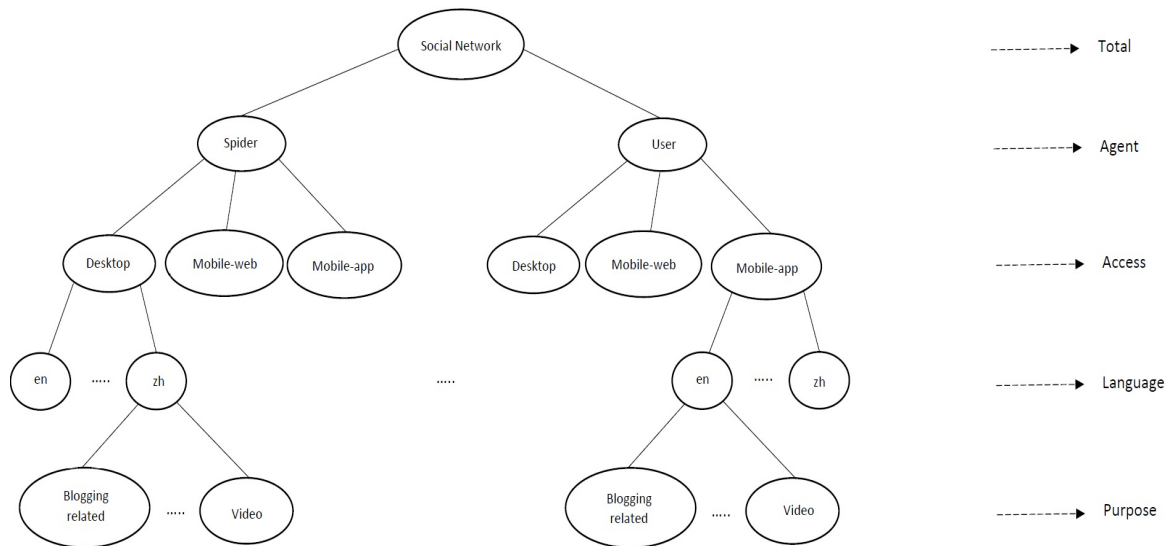 Social Network
Total
Spider
User
Agent
Desktop
Mobile-web
Mobile-app
Desktop
Mobile-web
Mobile-app
Access
en
.....
zh
.....
en
.....
zh
Language
Blogging
related
.....
Video
Blogging
related
.....
Video
Purpose